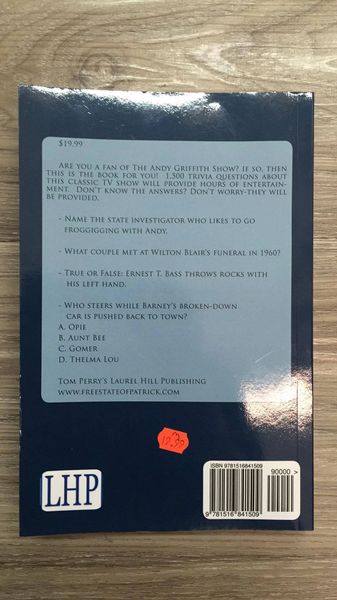 $19.99
Are you a fan of The Andy Griffith Show? If so, then
this is the book for you!  1,500 trivia questions about
this classic TV show will provide hours of entertain-
ment.  Don't know the answers? Don't worry-they will
be provided.
- Name the state investigator who likes to go
froggigging with Andy.
- What couple met at Wilton Blair's funeral in 1960?
- True or False: Ernest T. Bass throws rocks with
his left hand.
- Who steers while Barney's broken-down
car is pushed back to town?
A. Opie
B. Aunt Bee
C. Gomer
D. Thelma Lou
Tom Perry's Laurel Hill Publishing
www.freestateofpatrick.com
19.99
LHP
ISBN 9781516841509
90000 >
9 781516 841509